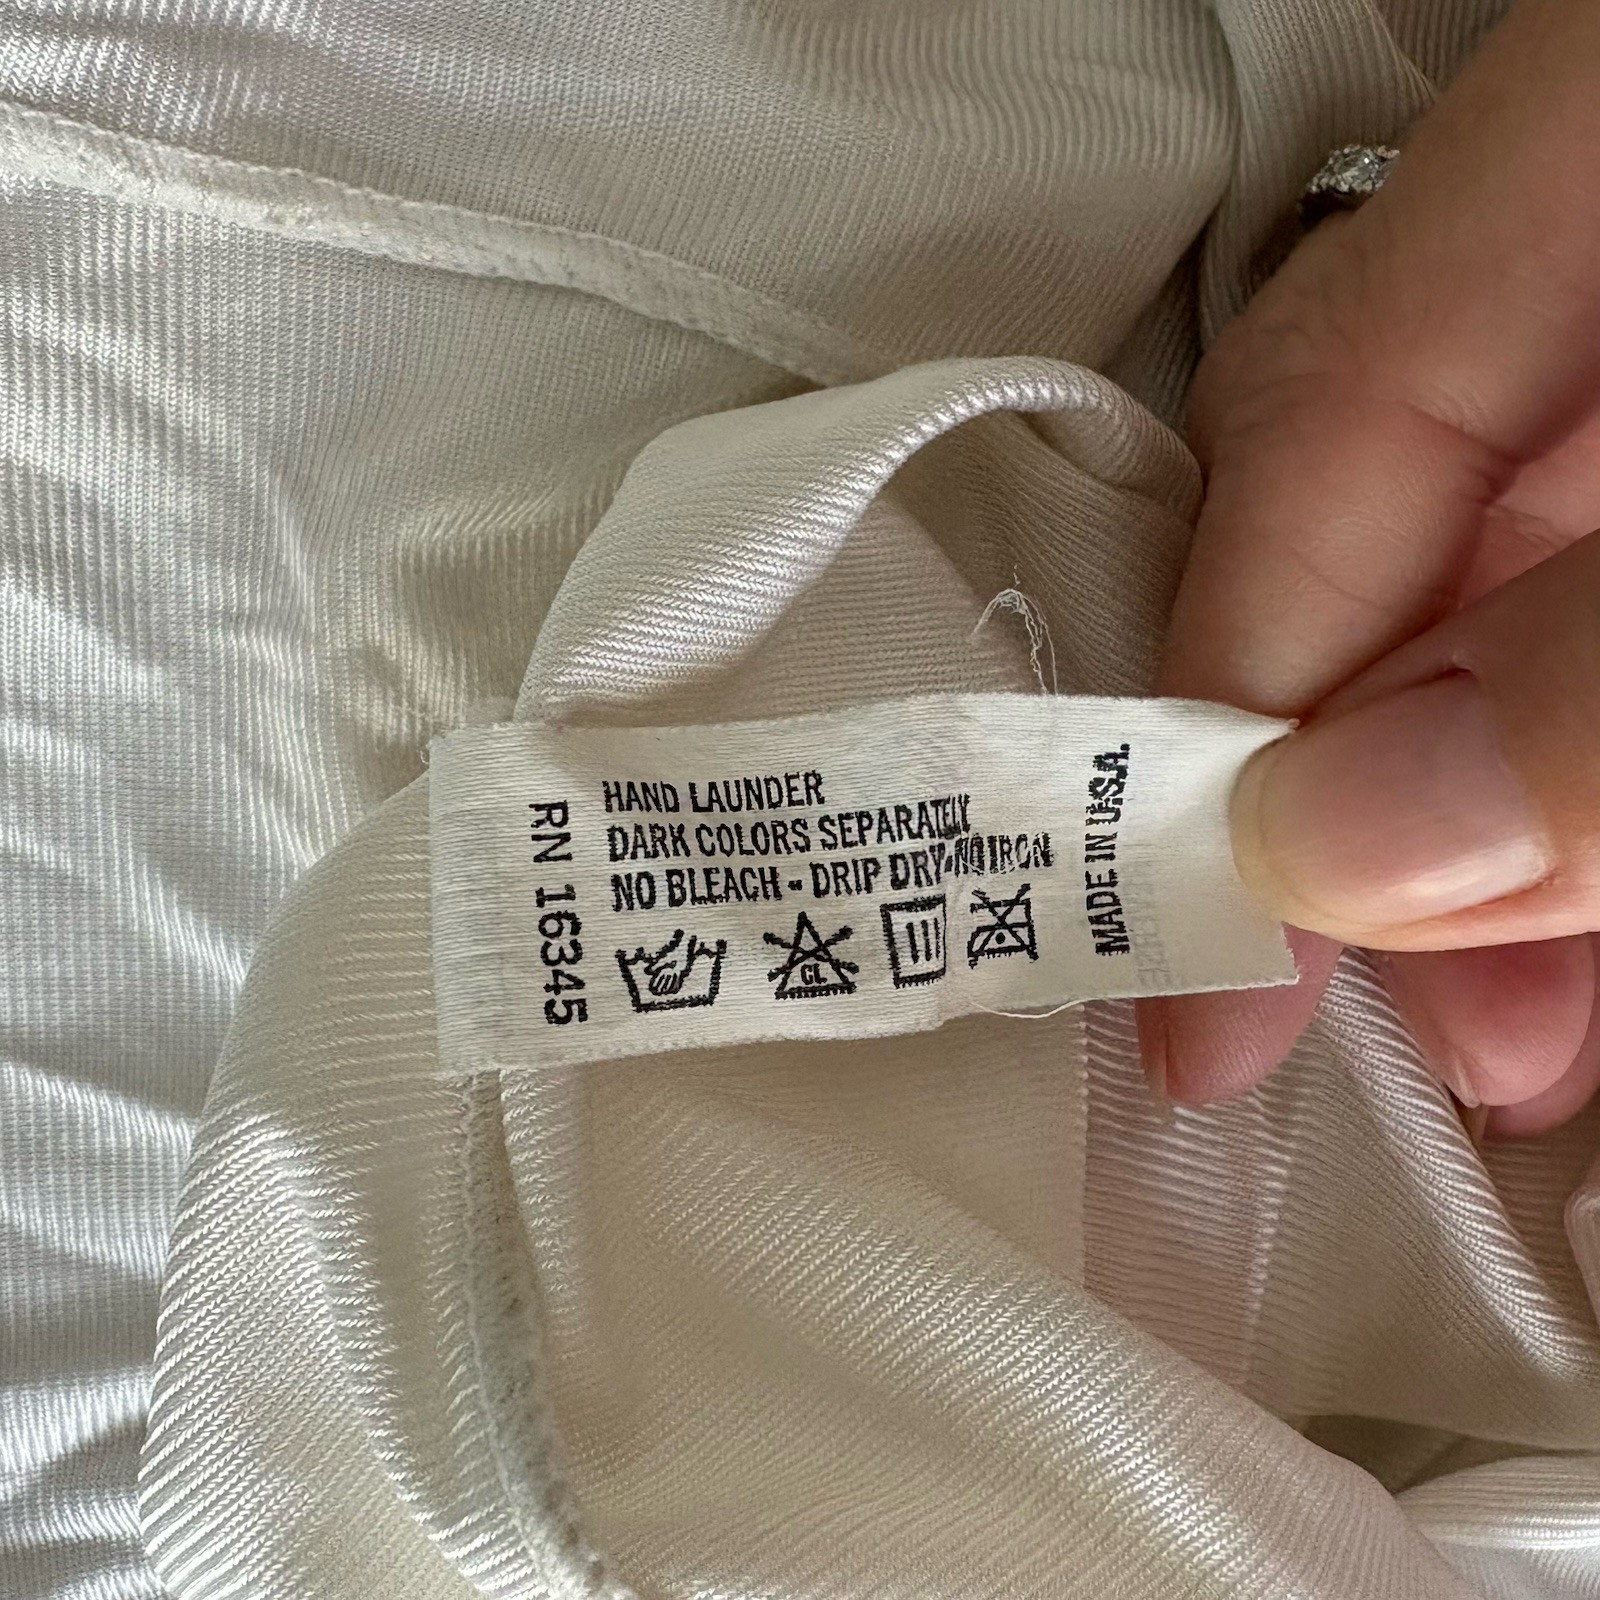 RN 16345
HAND LAUNDER
DARK COLORS SEPARATELY
NO BLEACH - DRIP DRY-NO IRON
CL
MADE IN U.S.A.